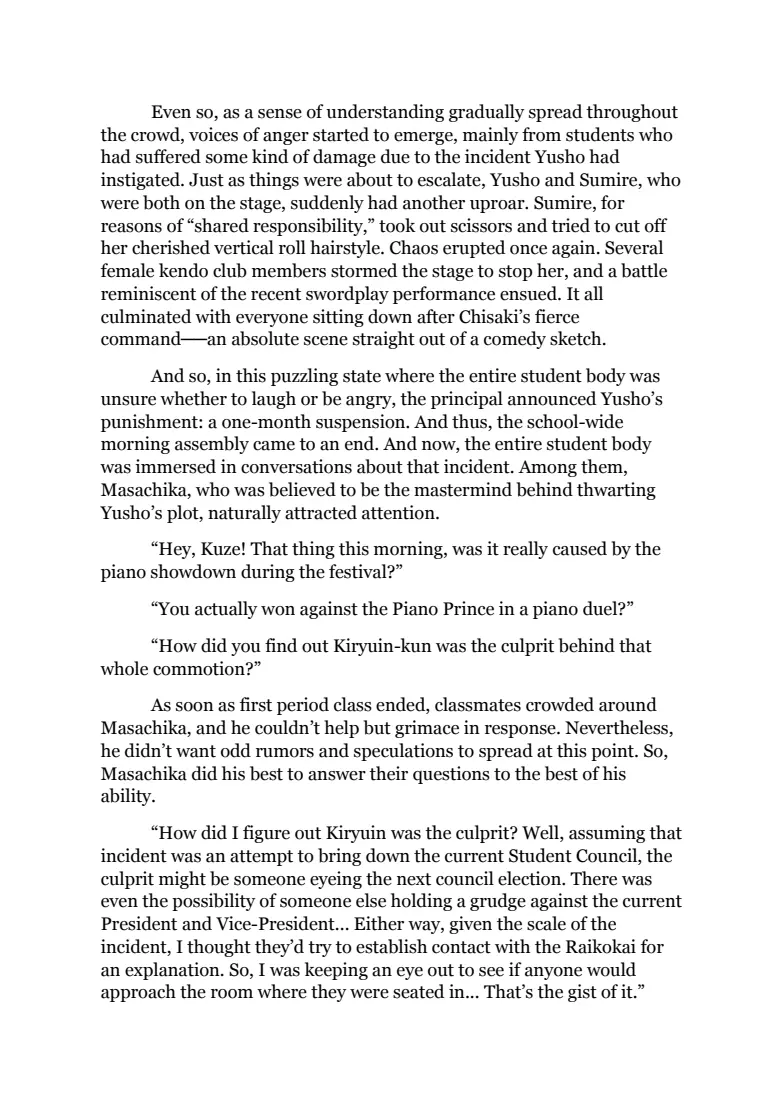 Even so, as a sense of understanding gradually spread throughout
the crowd, voices of anger started to emerge, mainly from students who
had suffered some kind of damage due to the incident Yusho had
instigated. Just as things were about to escalate, Yusho and Sumire, who
were both on the stage, suddenly had another uproar. Sumire, for
reasons of “shared responsibility,” took out scissors and tried to cut off
her cherished vertical roll hairstyle. Chaos erupted once again. Several
female kendo club members stormed the stage to stop her, and a battle
reminiscent of the recent swordplay performance ensued. It all
culminated with everyone sitting down after Chisaki’s fierce
command──an absolute scene straight out of a comedy sketch.
And so, in this puzzling state where the entire student body was
unsure whether to laugh or be angry, the principal announced Yusho’s
punishment: a one-month suspension. And thus, the school-wide
morning assembly came to an end. And now, the entire student body
was immersed in conversations about that incident. Among them,
Masachika, who was believed to be the mastermind behind thwarting
Yusho’s plot, naturally attracted attention.
“Hey, Kuze! That thing this morning, was it really caused by the
piano showdown during the festival?”
“You actually won against the Piano Prince in a piano duel?”
“How did you find out Kiryuin-kun was the culprit behind that
whole commotion?”
As soon as first period class ended, classmates crowded around
Masachika, and he couldn’t help but grimace in response. Nevertheless,
he didn’t want odd rumors and speculations to spread at this point. So,
Masachika did his best to answer their questions to the best of his
ability.
“How did I figure out Kiryuin was the culprit? Well, assuming that
incident was an attempt to bring down the current Student Council, the
culprit might be someone eyeing the next council election. There was
even the possibility of someone else holding a grudge against the current
President and Vice-President… Either way, given the scale of the
incident, I thought they’d try to establish contact with the Raikokai for
an explanation. So, I was keeping an eye out to see if anyone would
approach the room where they were seated in… That’s the gist of it.”